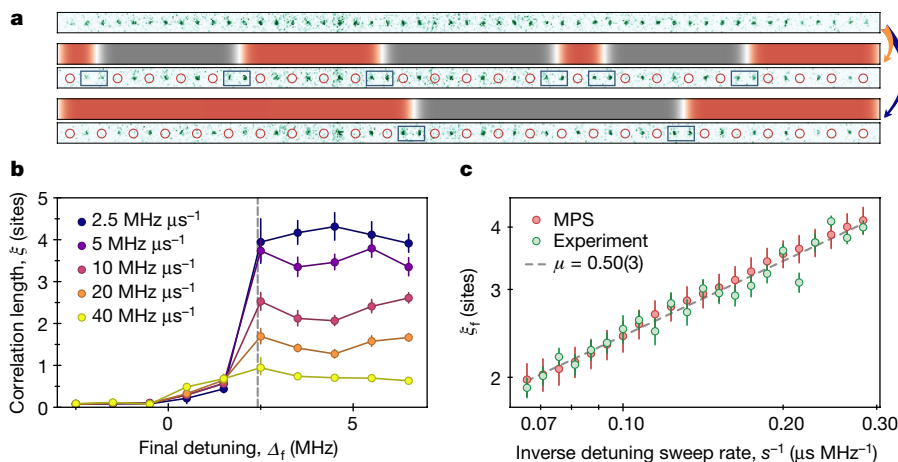 a
b
5
4
3
2
1
0
Correlation length, ξ (sites)
2.5 MHz μs⁻¹
5 MHz μs⁻¹
10 MHz μs⁻¹
20 MHz μs⁻¹
40 MHz μs⁻¹
0
5
Final detuning, Δf (MHz)
c
4
3
2
ξf (sites)
MPS
Experiment
μ = 0.50(3)
0.07
0.10
0.20
0.30
Inverse detuning sweep rate, s⁻¹ (μs MHz⁻¹)